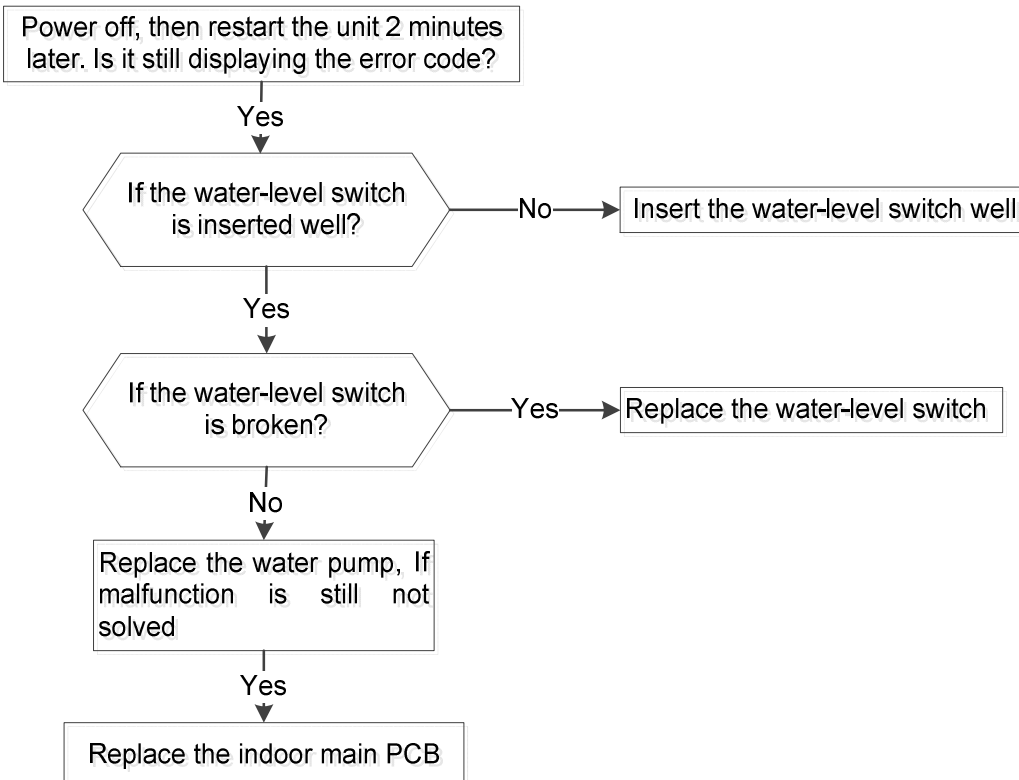 Power off, then restart the unit 2 minutes
later. Is it still displaying the error code?
Yes
If the water-level switch
is inserted well?
No
Insert the water-level switch well
Yes
If the water-level switch
is broken?
Yes
Replace the water-level switch
No
Replace the water pump, If
malfunction is still not
solved
Yes
Replace the indoor main PCB